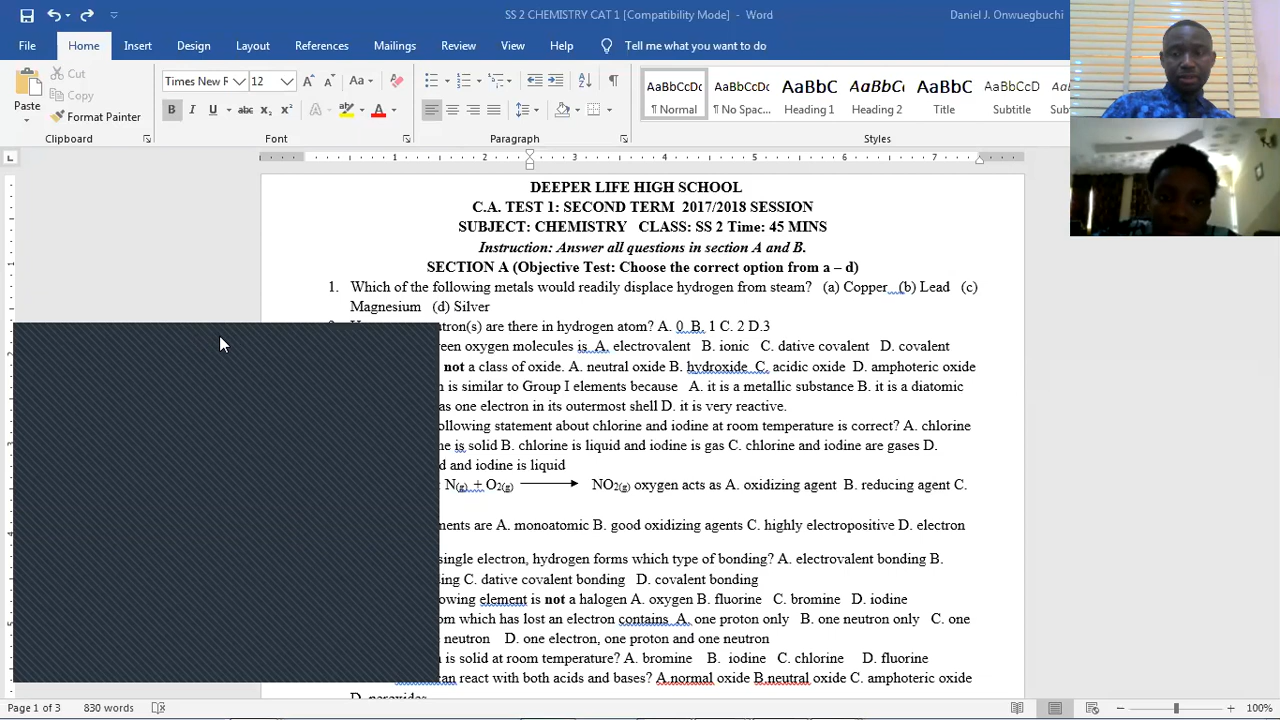 SS 2 CHEMISTRY CAT 1 [Compatibility Mode] - Word
Daniel J. Onwuegbuchi
File Home Insert Design Layout References Mailings Review View Tell me what you want to do
Paste
Cut
Copy
Format Painter
Times New R 12
B I U abc x₂ x²
AaBbCcDc AaBbCcDc AaBbC AaBbCc AaBbC AaBbCcDc
¶ Normal ¶ No Spac... Heading 1 Heading 2 Title Subtitle
Clipboard Font Paragraph Styles
1 2 3 4 5 6 7
DEEPER LIFE HIGH SCHOOL
C.A. TEST 1: SECOND TERM 2017/2018 SESSION
SUBJECT: CHEMISTRY CLASS: SS 2 Time: 45 MINS
Instruction: Answer all questions in section A and B.
SECTION A (Objective Test: Choose the correct option from a – d)
1. Which of the following metals would readily displace hydrogen from steam? (a) Copper (b) Lead (c)
Magnesium (d) Silver
utron(s) are there in hydrogen atom? A. 0 B. 1 C. 2 D.3
een oxygen molecules is A. electrovalent B. ionic C. dative covalent D. covalent
not a class of oxide. A. neutral oxide B. hydroxide C. acidic oxide D. amphoteric oxide
n is similar to Group I elements because A. it is a metallic substance B. it is a diatomic
as one electron in its outermost shell D. it is very reactive.
ollowing statement about chlorine and iodine at room temperature is correct? A. chlorine
ne is solid B. chlorine is liquid and iodine is gas C. chlorine and iodine are gases D.
d and iodine is liquid
: N(g) + O2(g) → NO2(g) oxygen acts as A. oxidizing agent B. reducing agent C.
ments are A. monoatomic B. good oxidizing agents C. highly electropositive D. electron
single electron, hydrogen forms which type of bonding? A. electrovalent bonding B.
ing C. dative covalent bonding D. covalent bonding
owing element is not a halogen A. oxygen B. fluorine C. bromine D. iodine
om which has lost an electron contains A. one proton only B. one neutron only C. one
e neutron D. one electron, one proton and one neutron
n is solid at room temperature? A. bromine B. iodine C. chlorine D. fluorine
an react with both acids and bases? A.normal oxide B.neutral oxide C. amphoteric oxide
D. peroxides
Page 1 of 3 830 words 100%